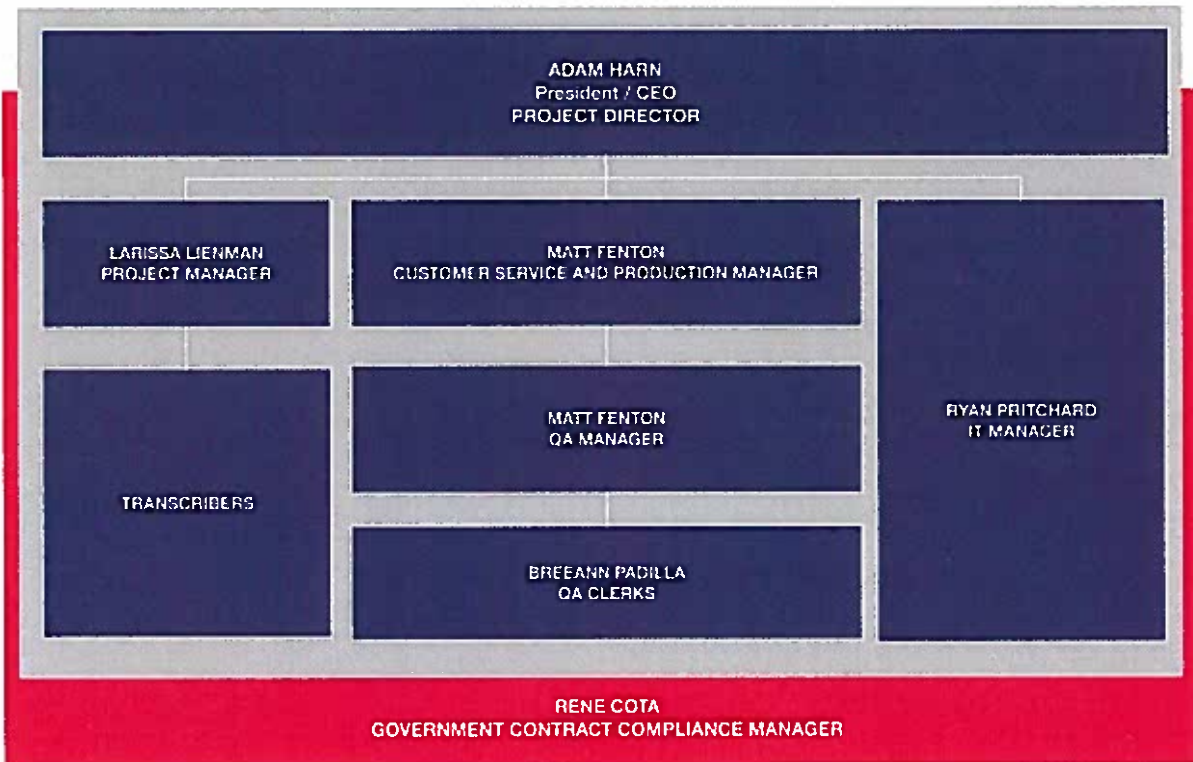 ADAM HARN
President / CEO
PROJECT DIRECTOR
LARISSA LIENMAN
PROJECT MANAGER
MATT FENTON
CUSTOMER SERVICE AND PRODUCTION MANAGER
RYAN PRITCHARD
IT MANAGER
TRANSCRIBERS
MATT FENTON
QA MANAGER
BREEANN PADILLA
QA CLERKS
RENE COTA
GOVERNMENT CONTRACT COMPLIANCE MANAGER